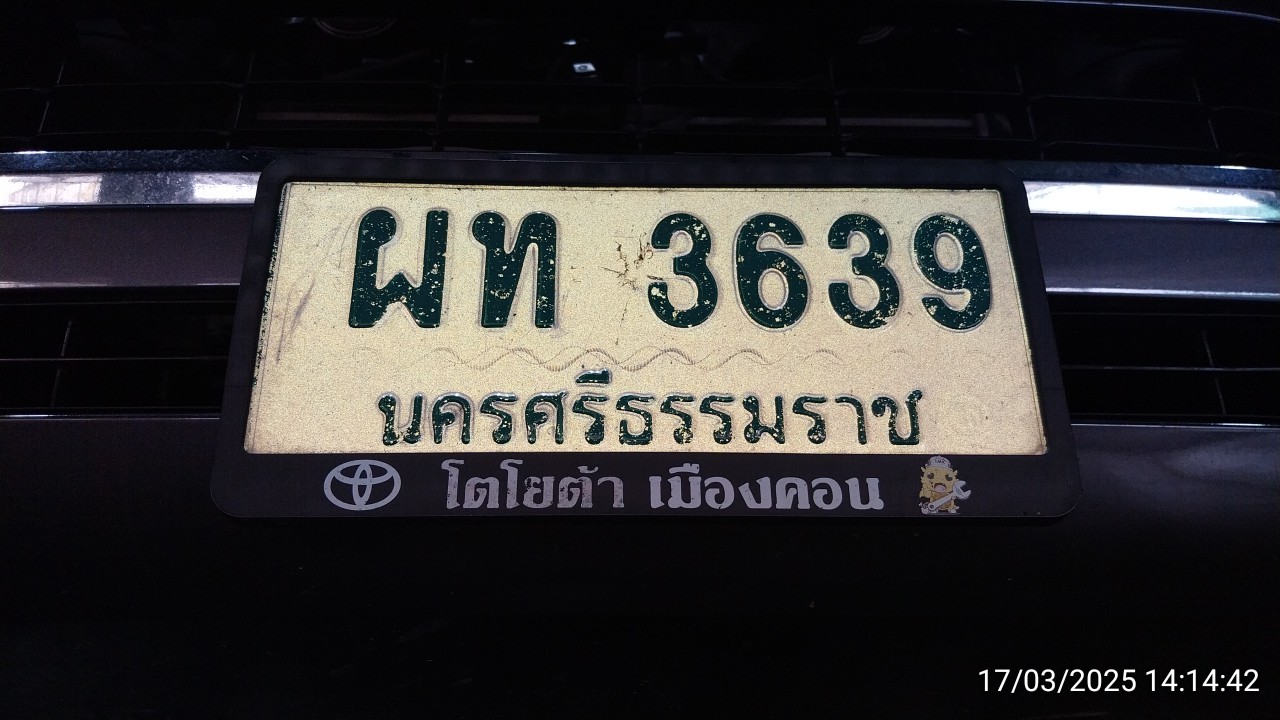 ผท 3639
นครศรีธรรมราช
โตโยต้า เมืองคอน
17/03/2025 14:14:42